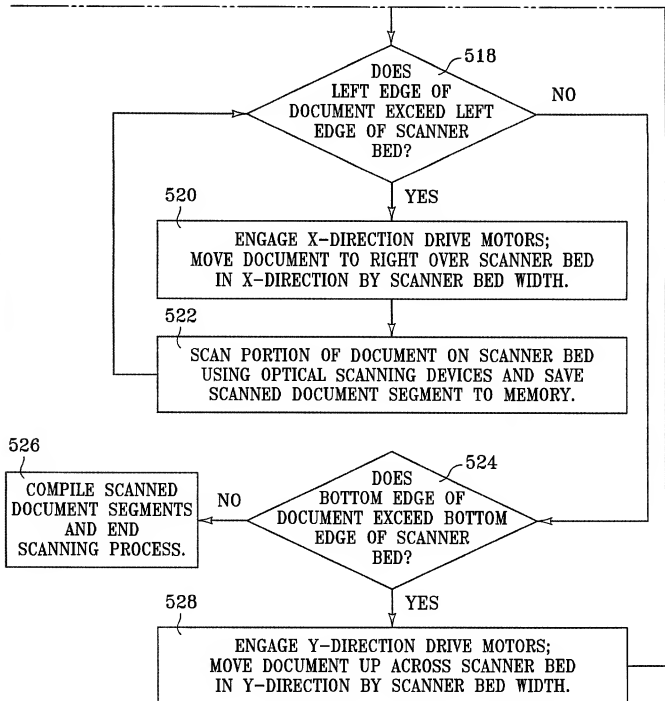 518
DOES
LEFT EDGE OF
DOCUMENT EXCEED LEFT
EDGE OF SCANNER
BED?
NO
YES
520
ENGAGE X-DIRECTION DRIVE MOTORS;
MOVE DOCUMENT TO RIGHT OVER SCANNER BED
IN X-DIRECTION BY SCANNER BED WIDTH.
522
SCAN PORTION OF DOCUMENT ON SCANNER BED
USING OPTICAL SCANNING DEVICES AND SAVE
SCANNED DOCUMENT SEGMENT TO MEMORY.
524
DOES
BOTTOM EDGE OF
DOCUMENT EXCEED BOTTOM
EDGE OF SCANNER
BED?
NO
526
COMPILE SCANNED
DOCUMENT SEGMENTS
AND END
SCANNING PROCESS.
YES
528
ENGAGE Y-DIRECTION DRIVE MOTORS;
MOVE DOCUMENT UP ACROSS SCANNER BED
IN Y-DIRECTION BY SCANNER BED WIDTH.